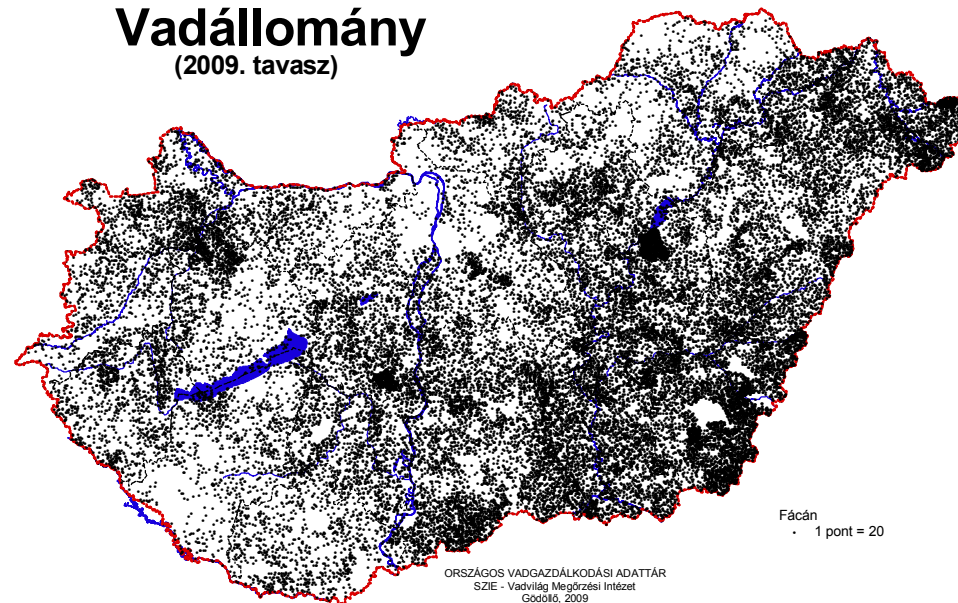 Vadállomány
(2009. tavasz)
Fácán
1 pont = 20
ORSZÁGOS VADGAZDÁLKODÁSI ADATTÁR
SZIE - Vadvilág Megőrzési Intézet
Gödöllő, 2009